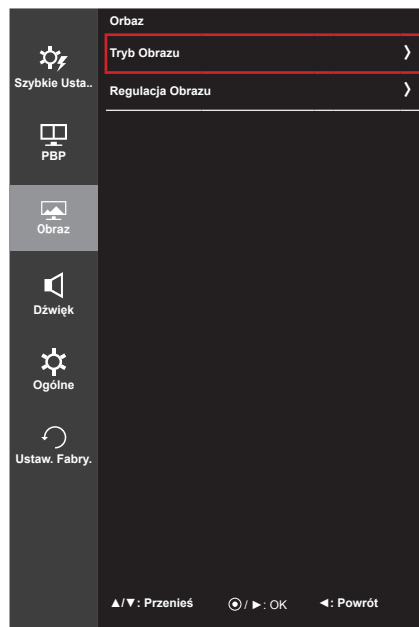 Orbaz
Tryb Obrazu
Regulacja Obrazu
Szybkie Usta..
PBP
Obraz
Dźwięk
Ogólne
Ustaw. Fabry.
▲/▼: Przenieś ⦿ / ►: OK ◄: Powrót